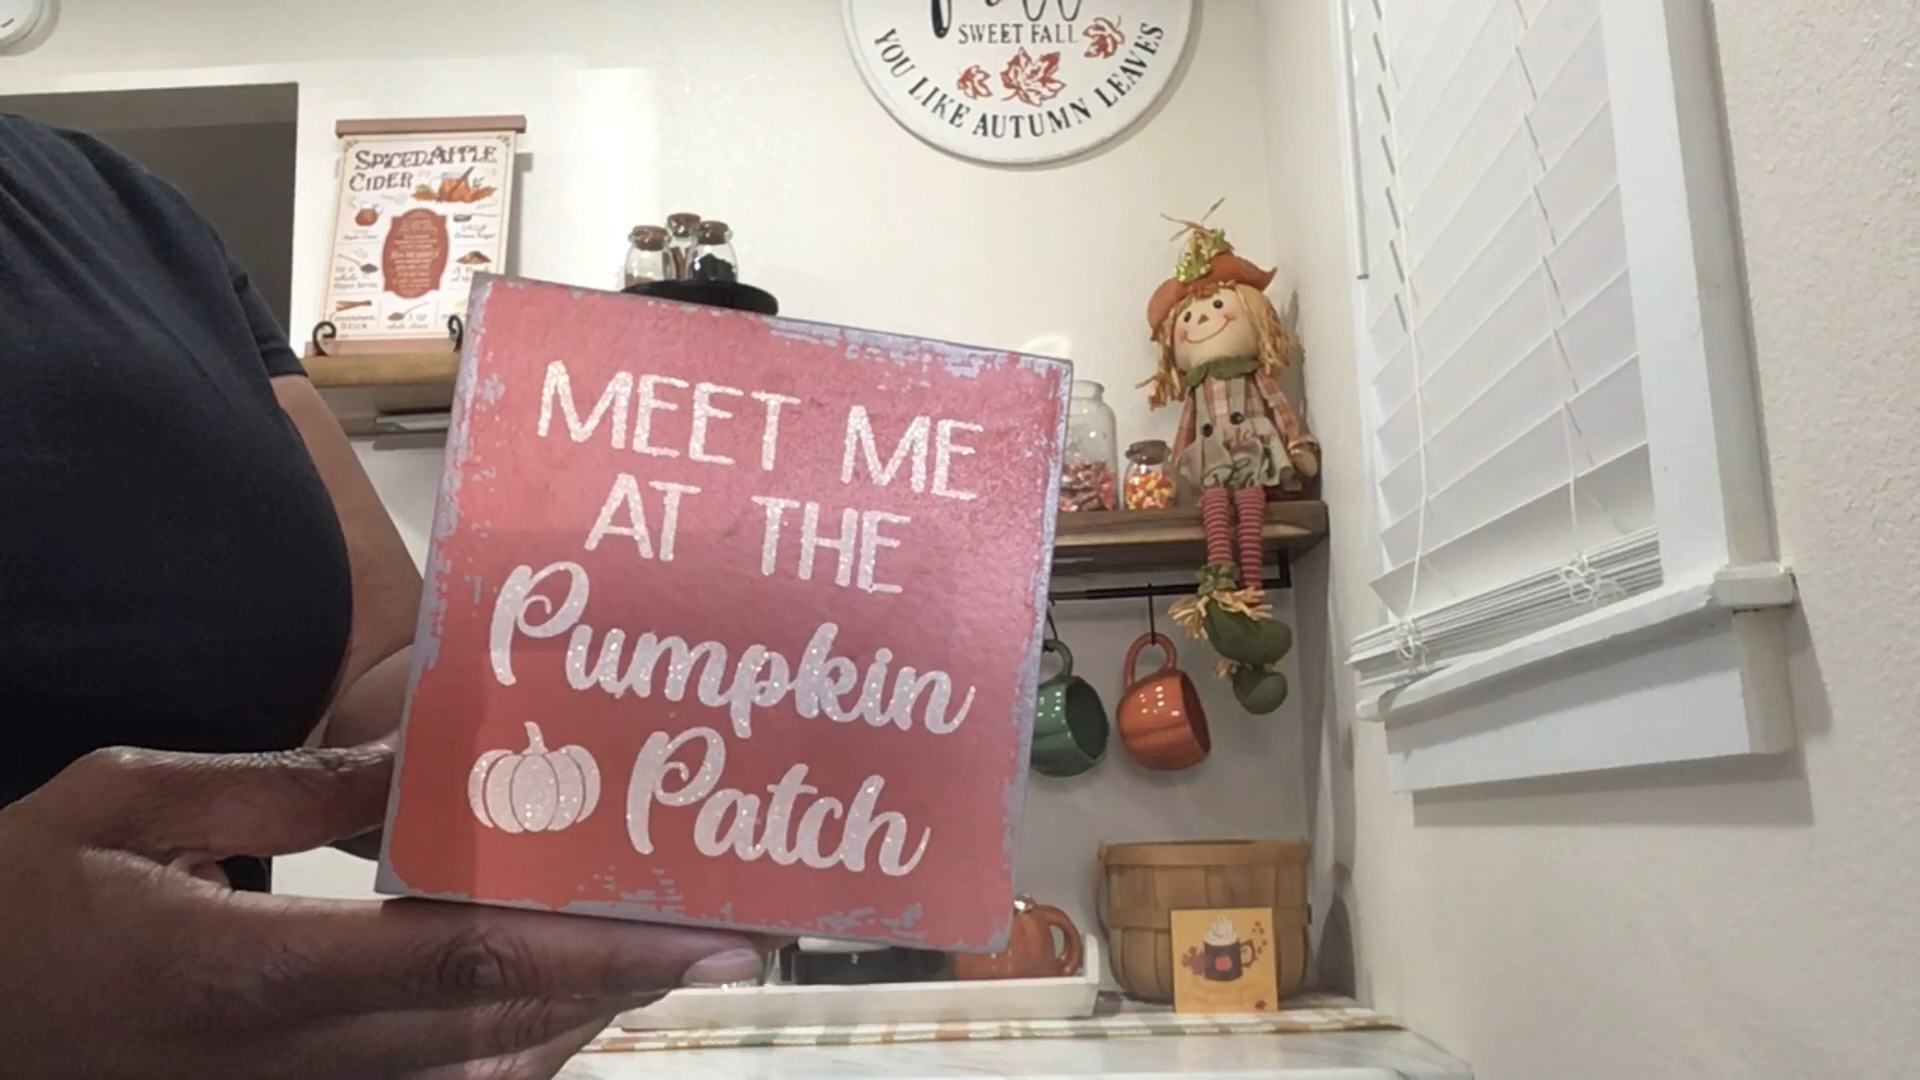 SWEET FALL
YOU LIKE AUTUMN LEAVES
SPICED APPLE
CIDER
MEET ME
AT THE
Pumpkin
Patch